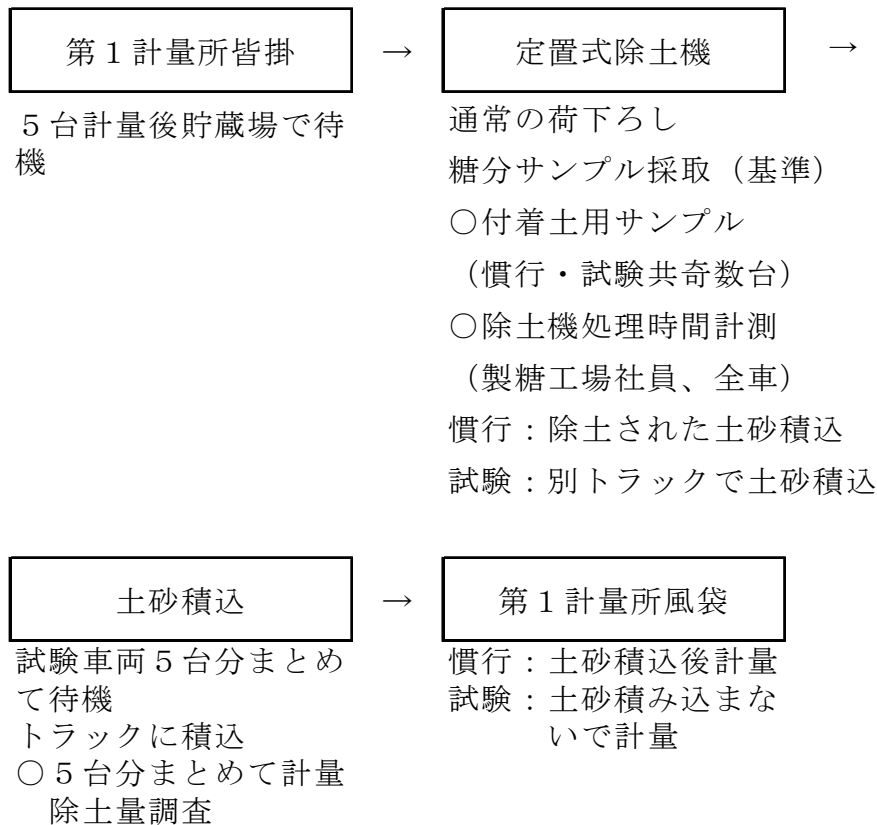 第１計量所皆掛
→
定置式除土機
→
５台計量後貯蔵場で待
機
通常の荷下ろし
糖分サンプル採取（基準）
○付着土用サンプル
（慣行・試験共奇数台）
○除土機処理時間計測
（製糖工場社員、全車）
慣行：除土された土砂積込
試験：別トラックで土砂積込
土砂積込
→
第１計量所風袋
試験車両５台分まとめ
て待機
トラックに積込
○５台分まとめて計量
除土量調査
慣行：土砂積込後計量
試験：土砂積み込まな
いで計量